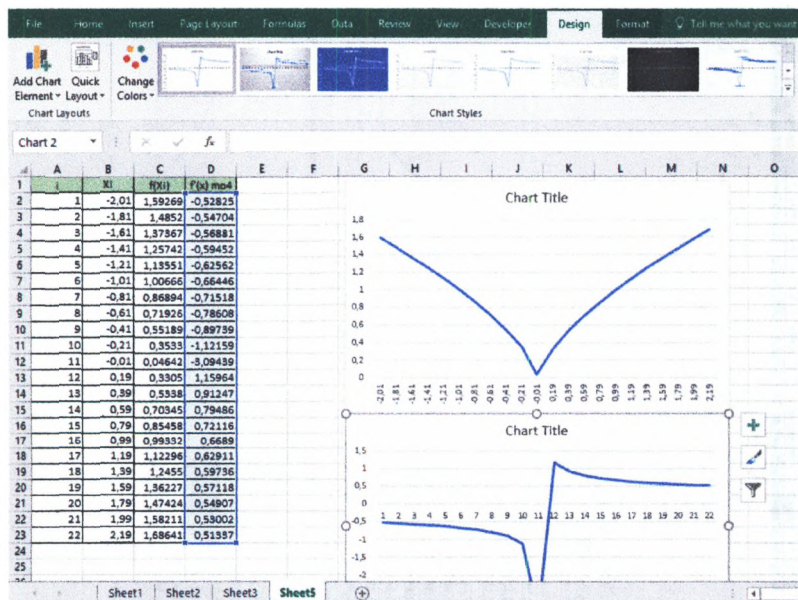 File Home Insert Page Layout Formulas Data Review View Developer Design Format Tell me what you want
Add Chart Element Quick Layout Change Colors
Chart Layouts Chart Styles
Chart 2 fx
A B C D E F G H I J K L M N O
1 i Xi f(Xi) f'(x) mo4
2 1 -2,01 1,59269 -0,52825
3 2 -1,81 1,4852 -0,54704
4 3 -1,61 1,37367 -0,56881
5 4 -1,41 1,25742 -0,59452
6 5 -1,21 1,13551 -0,62562
7 6 -1,01 1,00666 -0,66446
8 7 -0,81 0,86894 -0,71518
9 8 -0,61 0,71926 -0,78608
10 9 -0,41 0,55189 -0,89739
11 10 -0,21 0,3533 -1,12159
12 11 -0,01 0,04642 -3,09439
13 12 0,19 0,3305 1,15964
14 13 0,39 0,5338 0,91247
15 14 0,59 0,70345 0,79486
16 15 0,79 0,85458 0,72116
17 16 0,99 0,99332 0,6689
18 17 1,19 1,12296 0,62911
19 18 1,39 1,2455 0,59736
20 19 1,59 1,36227 0,57118
21 20 1,79 1,47424 0,54907
22 21 1,99 1,58211 0,53002
23 22 2,19 1,68641 0,51337
24
25
Chart Title
1,8
1,6
1,4
1,2
1
0,8
0,6
0,4
0,2
0
-2,01 -1,81 -1,61 -1,41 -1,21 -1,01 -0,81 -0,61 -0,41 -0,21 -0,01 0,19 0,39 0,59 0,79 0,99 1,19 1,39 1,59 1,79 1,99 2,19
Chart Title
1,5
1
0,5
0
1 2 3 4 5 6 7 8 9 10 11 12 13 14 15 16 17 18 19 20 21 22
-0,5
-1
-1,5
-2
Sheet1 Sheet2 Sheet3 Sheet5